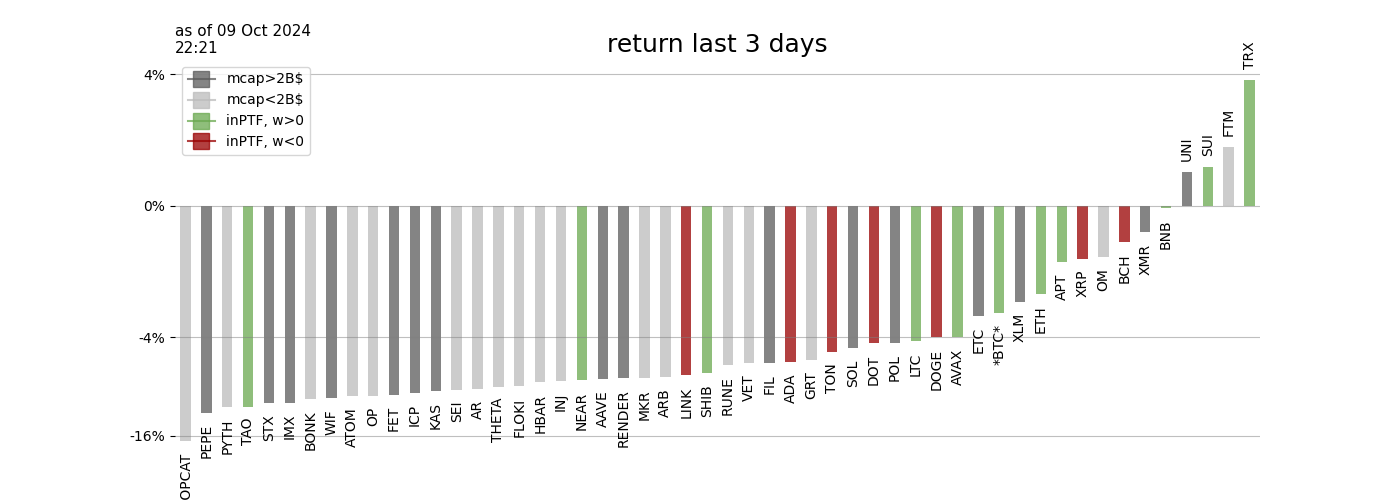 as of 09 Oct 2024
22:21
return last 3 days
mcap>2B$
mcap<2B$
inPTF, w>0
inPTF, w<0
4%
0%
-4%
-16%
OPCAT
PEPE
PYTH
TAO
STX
IMX
BONK
WIF
ATOM
OP
FET
ICP
KAS
SEI
AR
THETA
FLOKI
HBAR
INJ
NEAR
AAVE
RENDER
MKR
ARB
LINK
SHIB
RUNE
VET
FIL
ADA
GRT
TON
SOL
DOT
POL
LTC
DOGE
AVAX
ETC
*BTC*
XLM
ETH
APT
XRP
OM
BCH
XMR
BNB
UNI
SUI
FTM
TRX